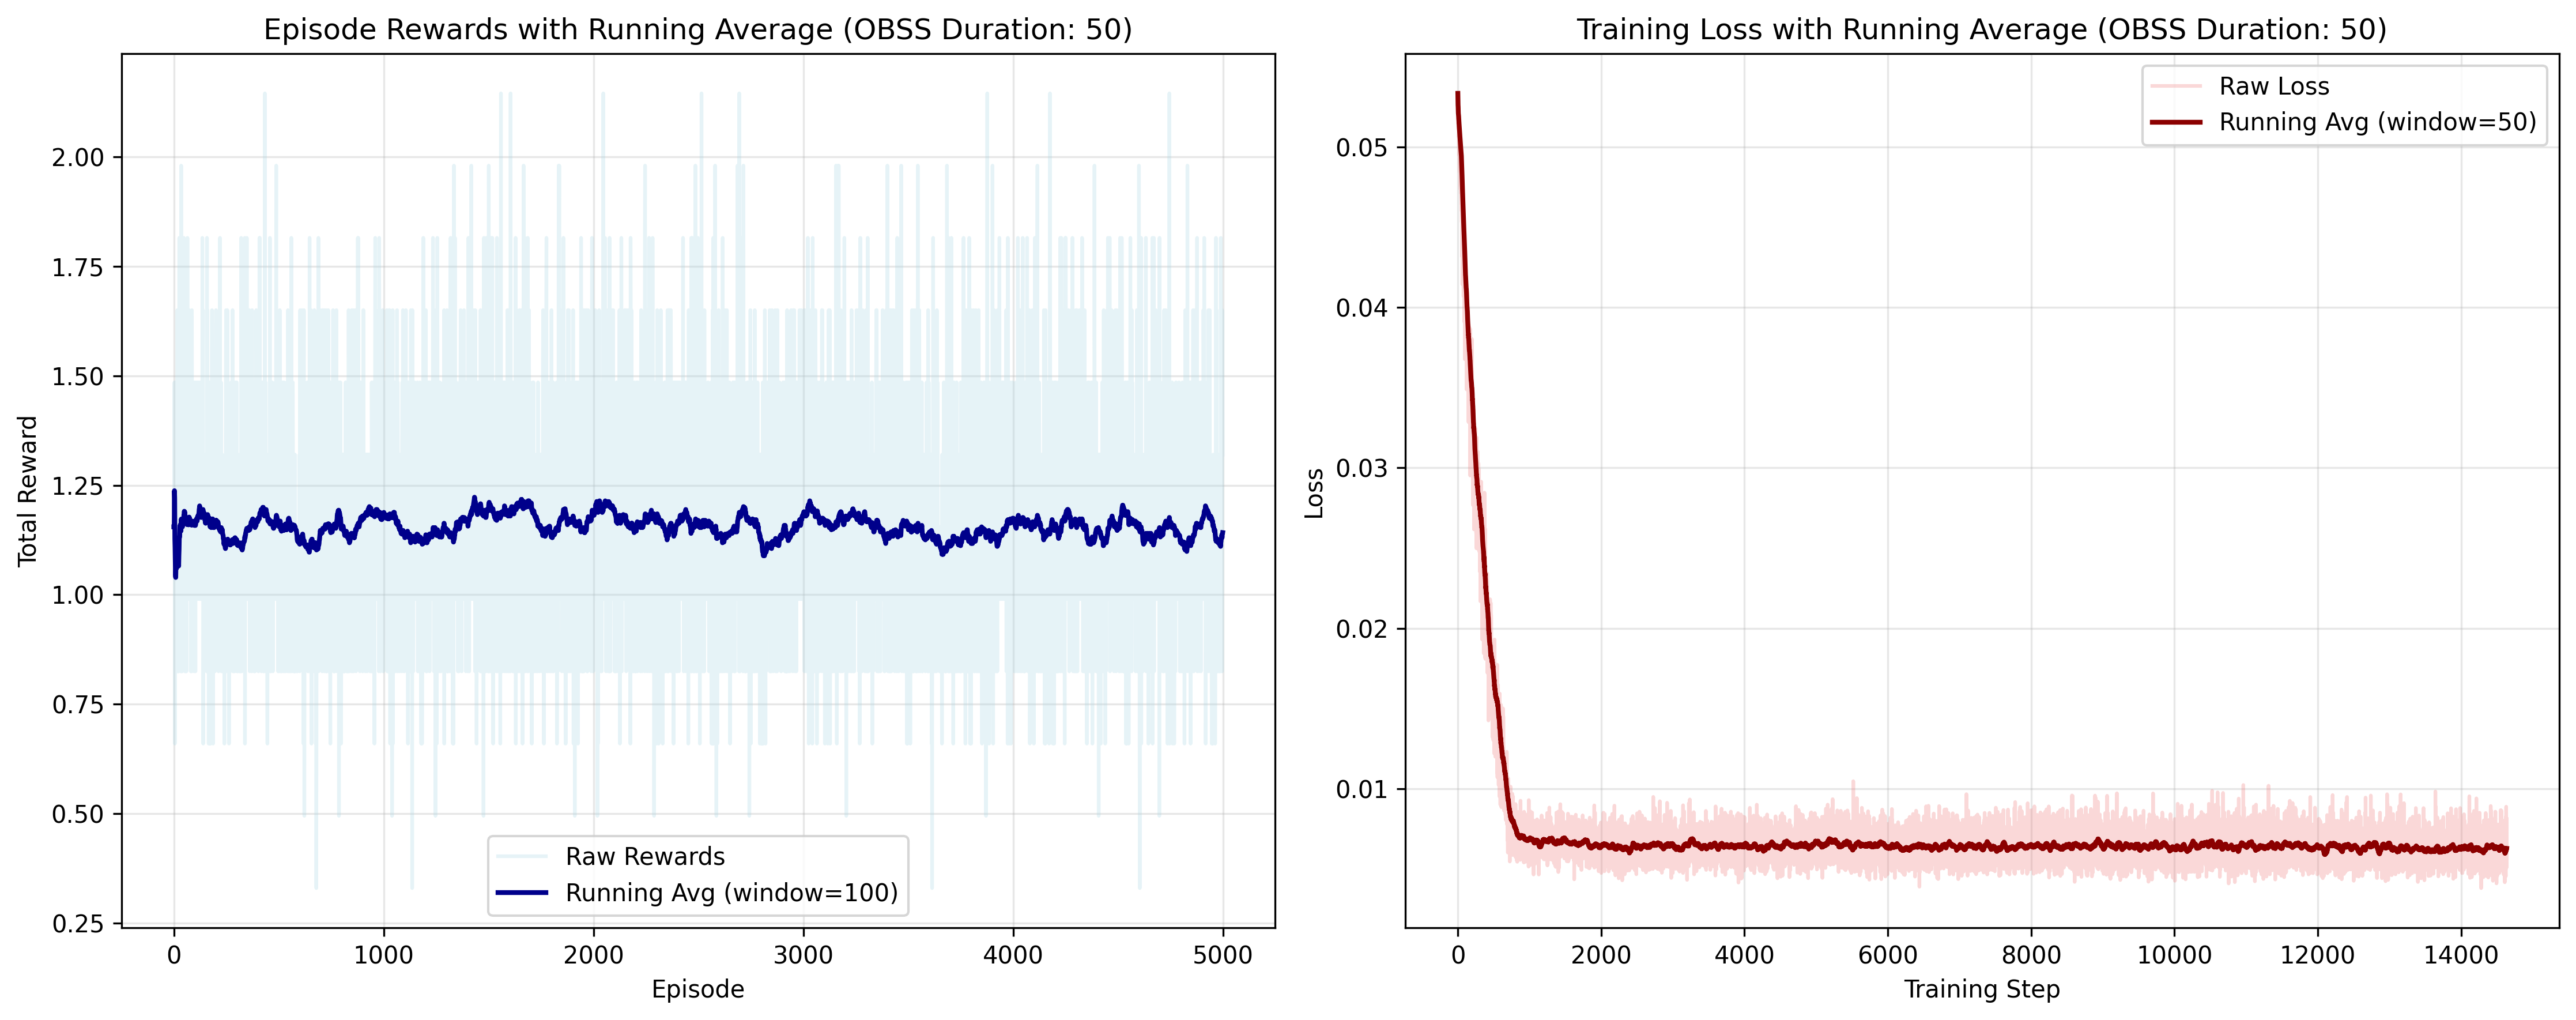 Episode Rewards with Running Average (OBSS Duration: 50)
Total Reward
2.00
1.75
1.50
1.25
1.00
0.75
0.50
0.25
Raw Rewards
Running Avg (window=100)
0 1000 2000 3000 4000 5000
Episode
Training Loss with Running Average (OBSS Duration: 50)
Loss
0.05
0.04
0.03
0.02
0.01
Raw Loss
Running Avg (window=50)
0 2000 4000 6000 8000 10000 12000 14000
Training Step